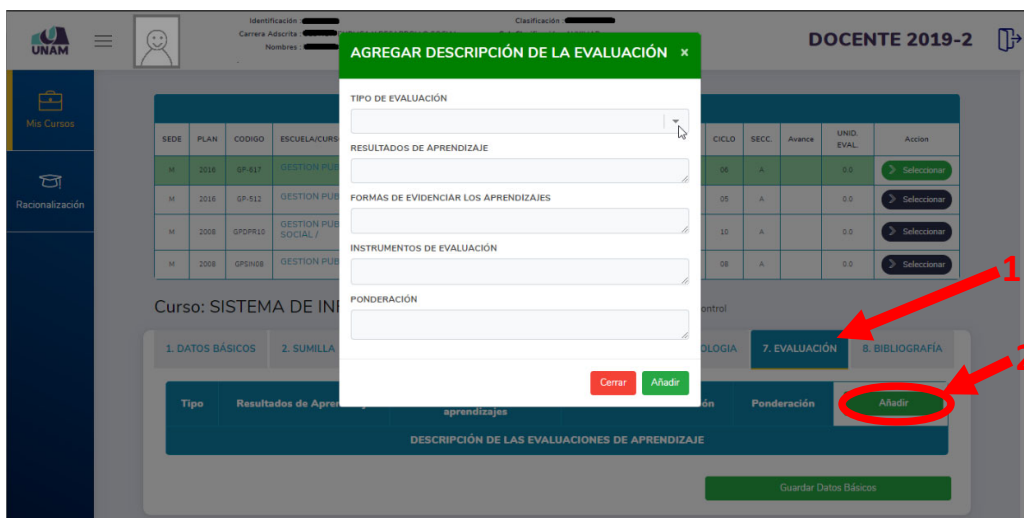 UNAM
Identificación :
Clasificación :
Carrera Adscrita :
Nombres :
DOCENTE 2019-2
Mis Cursos
Racionalización
AGREGAR DESCRIPCIÓN DE LA EVALUACIÓN ×
TIPO DE EVALUACIÓN
RESULTADOS DE APRENDIZAJE
FORMAS DE EVIDENCIAR LOS APRENDIZAJES
INSTRUMENTOS DE EVALUACIÓN
PONDERACIÓN
Cerrar Añadir
SEDE PLAN CODIGO ESCUELA/CURS CICLO SECC. Avance UNID. EVAL. Accion
M 2016 GP-617 GESTION PUB 06 A 0.0 Seleccionar
M 2016 GP-512 GESTION PUB 05 A 0.0 Seleccionar
M 2008 GPDPR10 GESTION PUB SOCIAL / 10 A 0.0 Seleccionar
M 2008 GPSIN08 GESTION PUB 08 A 0.0 Seleccionar
1
Curso: SISTEMA DE INF ontrol
1. DATOS BÁSICOS 2. SUMILLA OLOGIA 7. EVALUACIÓN 8. BIBLIOGRAFÍA
2
Tipo Resultados de Apren aprendizajes ón Ponderación Añadir
DESCRIPCIÓN DE LAS EVALUACIONES DE APRENDIZAJE
Guardar Datos Básicos